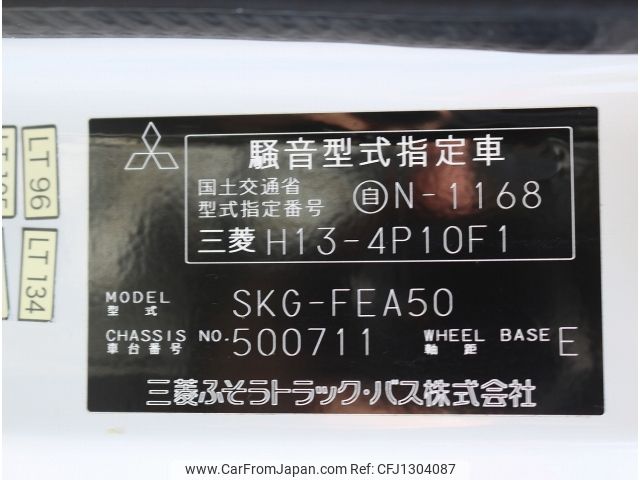 騒音型式指定車
国土交通省
型式指定番号 自 N-1168
三菱 H13-4P10F1
MODEL 型式 SKG-FEA50
CHASSIS NO. 車台番号 500711 WHEEL BASE 軸距 E
三菱ふそうトラック・バス株式会社
LT 96
LT 134
www.CarFromJapan.com - CFJ1304087